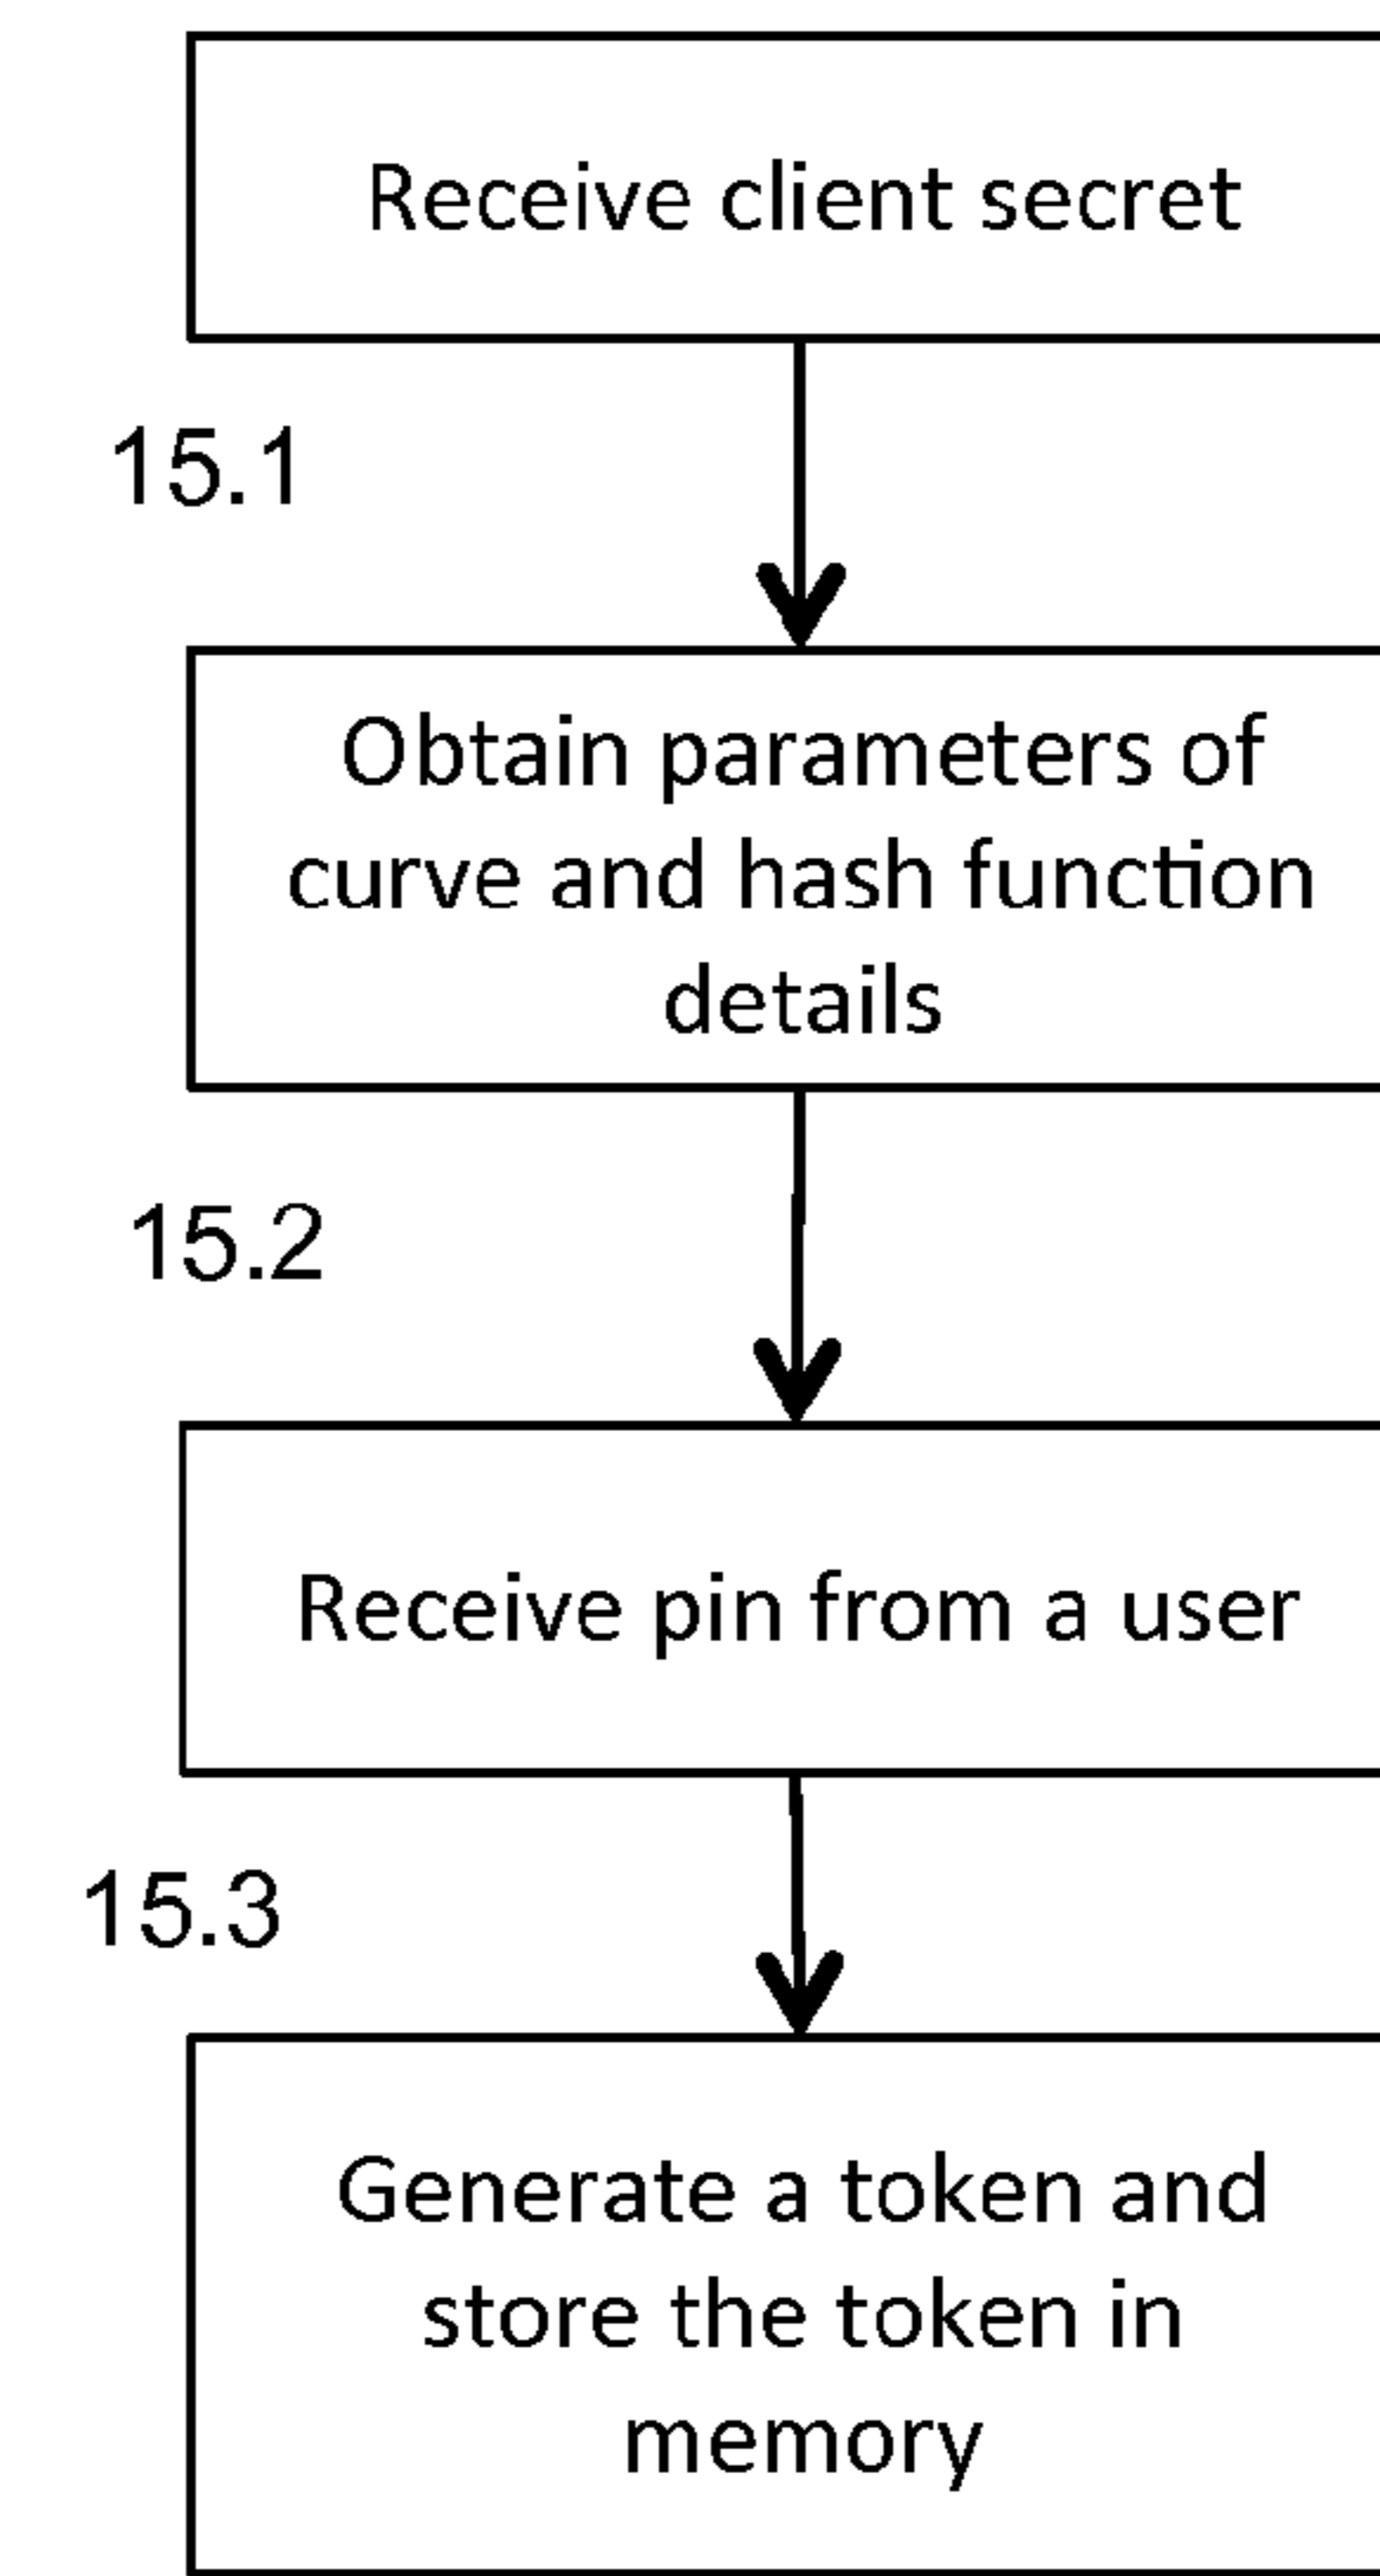 Receive client secret
15.1
Obtain parameters of
curve and hash function
details
15.2
Receive pin from a user
15.3
Generate a token and
store the token in
memory